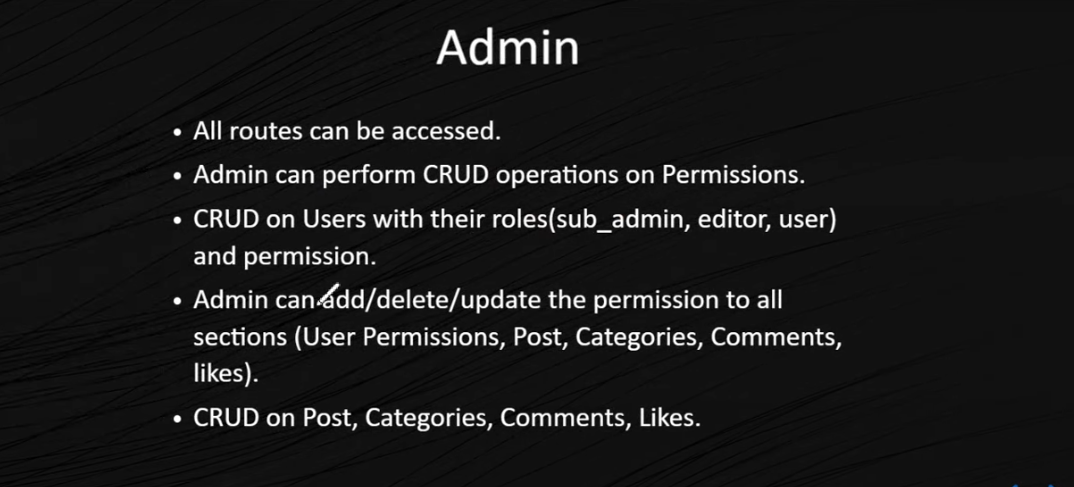 Admin
• All routes can be accessed.
• Admin can perform CRUD operations on Permissions.
• CRUD on Users with their roles(sub_admin, editor, user)
and permission.
• Admin can add/delete/update the permission to all
sections (User Permissions, Post, Categories, Comments,
likes).
• CRUD on Post, Categories, Comments, Likes.